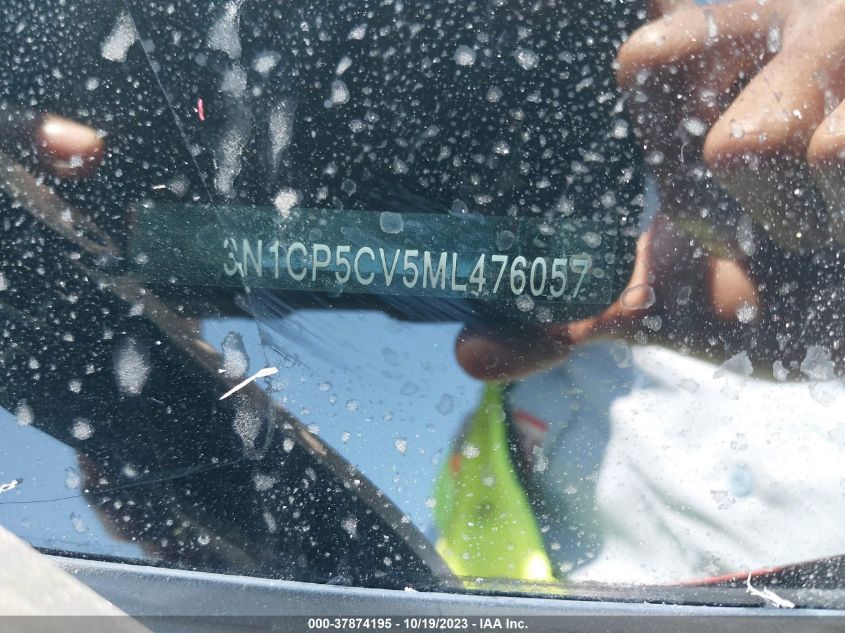 3N1CP5CV5ML476057
000-37874195 - 10/19/2023 - IAA Inc.